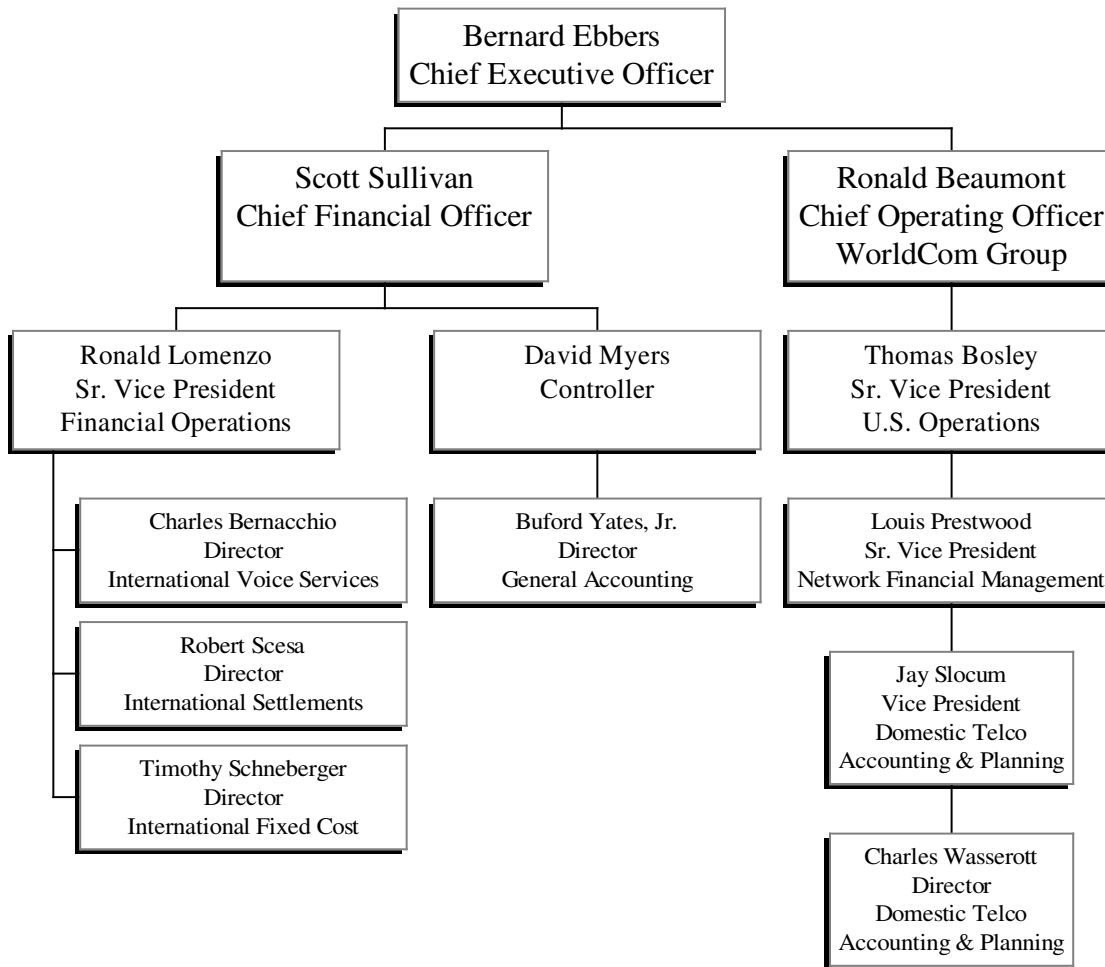 Bernard Ebbers
Chief Executive Officer
Scott Sullivan
Chief Financial Officer
Ronald Beaumont
Chief Operating Officer
WorldCom Group
Ronald Lomenzo
Sr. Vice President
Financial Operations
David Myers
Controller
Thomas Bosley
Sr. Vice President
U.S. Operations
Charles Bernacchio
Director
International Voice Services
Buford Yates, Jr.
Director
General Accounting
Louis Prestwood
Sr. Vice President
Network Financial Management
Robert Scesa
Director
International Settlements
Jay Slocum
Vice President
Domestic Telco
Accounting & Planning
Timothy Schneberger
Director
International Fixed Cost
Charles Wasserott
Director
Domestic Telco
Accounting & Planning